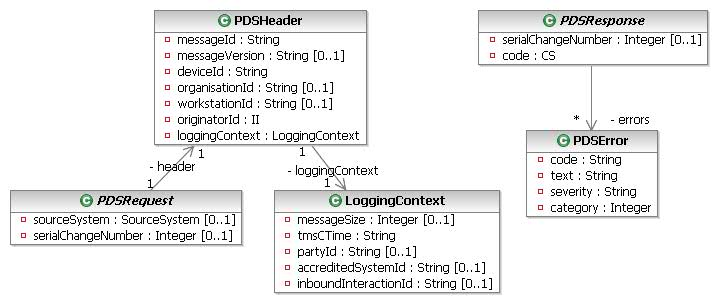 PDSHeader
messageId : String
messageVersion : String [0..1]
deviceId : String
organisationId : String [0..1]
workstationId : String [0..1]
originatorId : II
loggingContext : LoggingContext
1
1
- header
- loggingContext
1
1
PDSRequest
sourceSystem : SourceSystem [0..1]
serialChangeNumber : Integer [0..1]
LoggingContext
messageSize : Integer [0..1]
tmsCTime : String
partyId : String [0..1]
accreditedSystemId : String [0..1]
inboundInteractionId : String [0..1]
PDSResponse
serialChangeNumber : Integer [0..1]
code : CS
* - errors
PDSError
code : String
text : String
severity : String
category : Integer